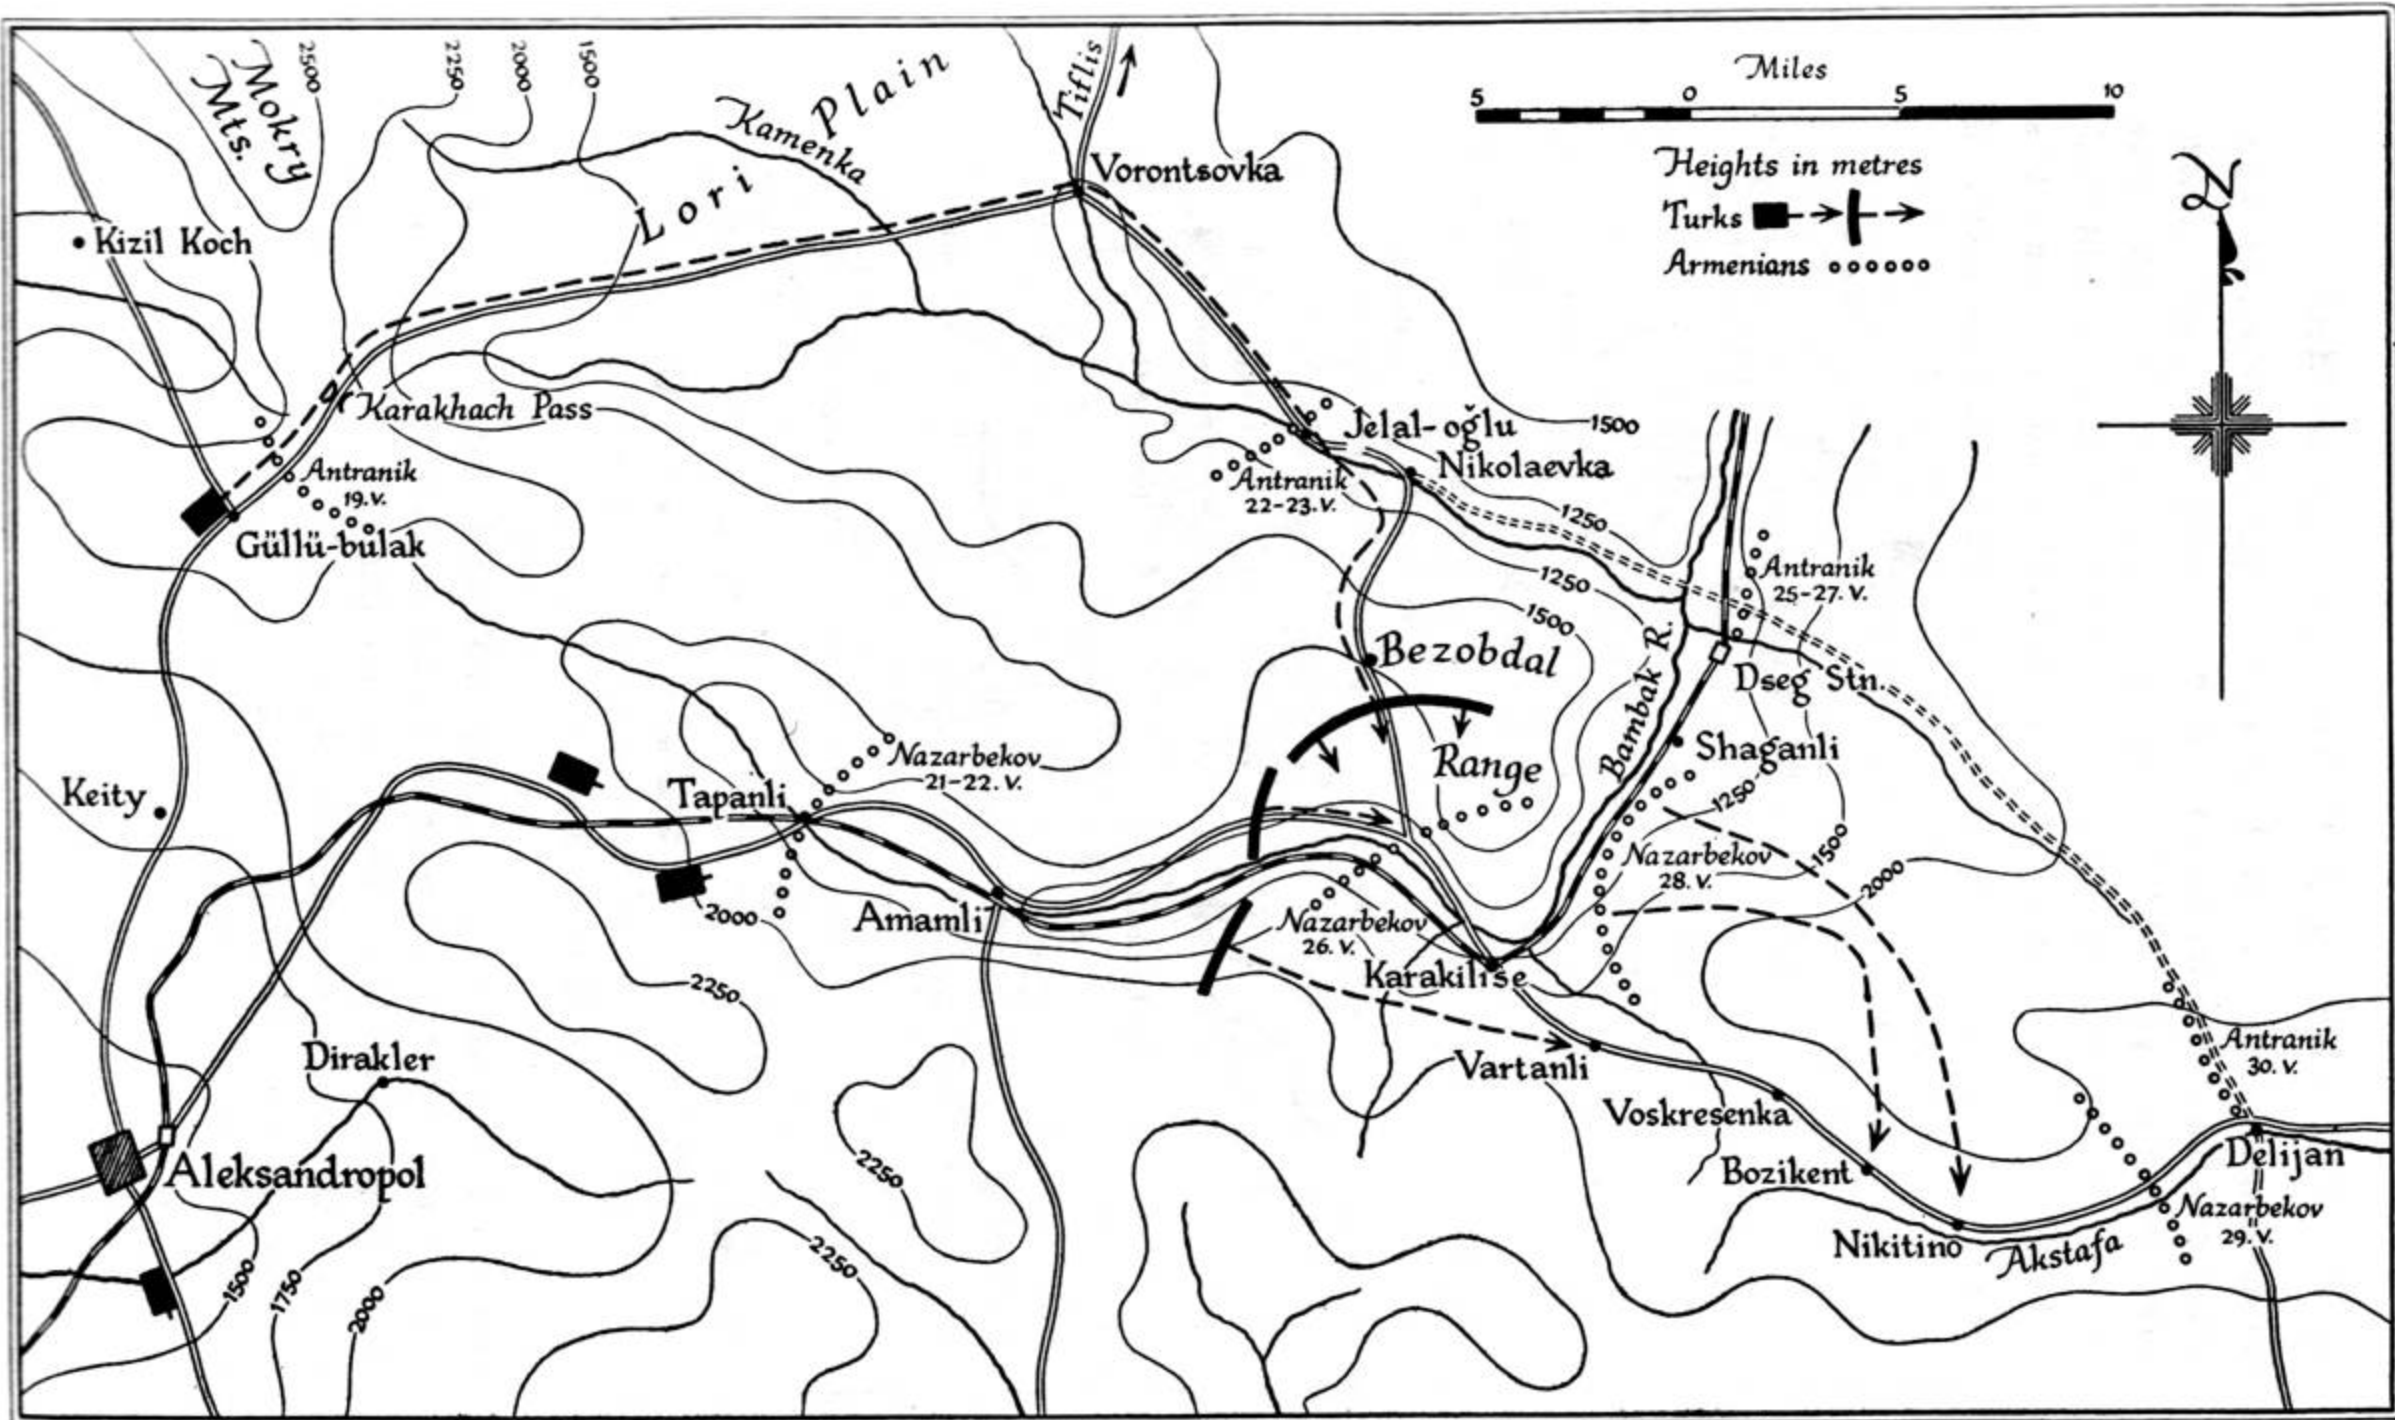 Mokry
Mts.
2500
2250
2000
1500
Kamenka
Lori Plain
Tiflis
Miles
5 0 5 10
Heights in metres
Turks
Armenians
N
Vorontsovka
Kizil Koch
Karakhach Pass
Antranik
19.V.
Güllü-bulak
Jelal-oğlu
1500
Nikolaevka
Antranik
22-23.V.
1250
1250
1500
Antranik
25-27.V.
Bezobdal
Range
Bambak R.
Dseg Stn.
Shaganli
1250
1500
2000
Keity
Tapanli
Nazarbekov
21-22.V.
2000
Amamli
Nazarbekov
26.V.
Nazarbekov
28.V.
Karakilise
2250
Dirakler
Vartanli
Voskresenka
Antranik
30.V.
Aleksandropol
2250
Bozikent
Delijan
Nazarbekov
29.V.
Nikitino
Akstafa
2250
1500
1750
2000